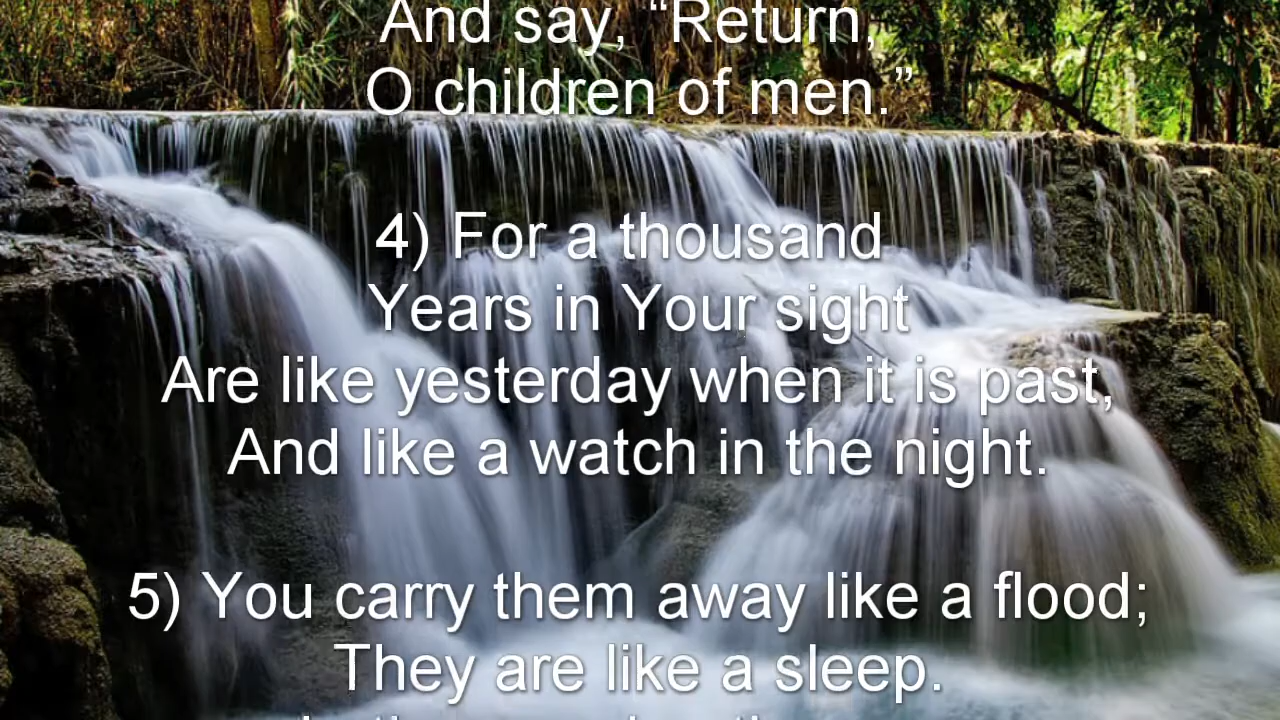 And say, “Return,
O children of men.”
4) For a thousand
Years in Your sight
Are like yesterday when it is past,
And like a watch in the night.
5) You carry them away like a flood;
They are like a sleep.